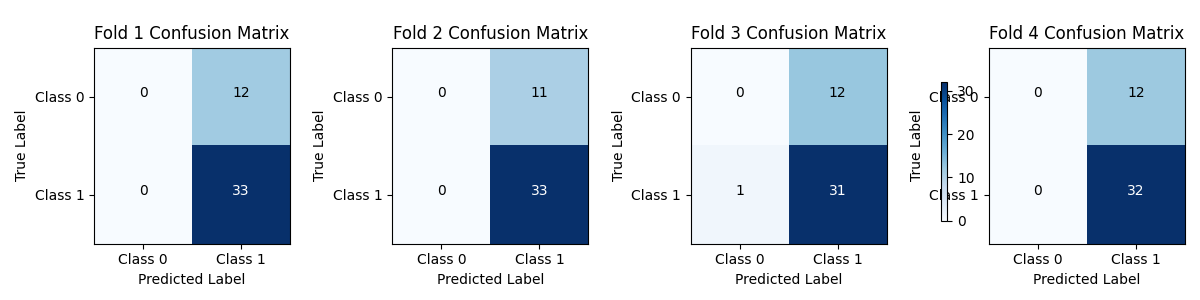 Fold 1 Confusion Matrix
True Label
Class 0
Class 1
0
12
0
33
Class 0
Class 1
Predicted Label
Fold 2 Confusion Matrix
True Label
Class 0
Class 1
0
11
0
33
Class 0
Class 1
Predicted Label
Fold 3 Confusion Matrix
True Label
Class 0
Class 1
0
12
1
31
Class 0
Class 1
Predicted Label
30
20
10
0
Fold 4 Confusion Matrix
True Label
Class 0
Class 1
0
12
0
32
Class 0
Class 1
Predicted Label